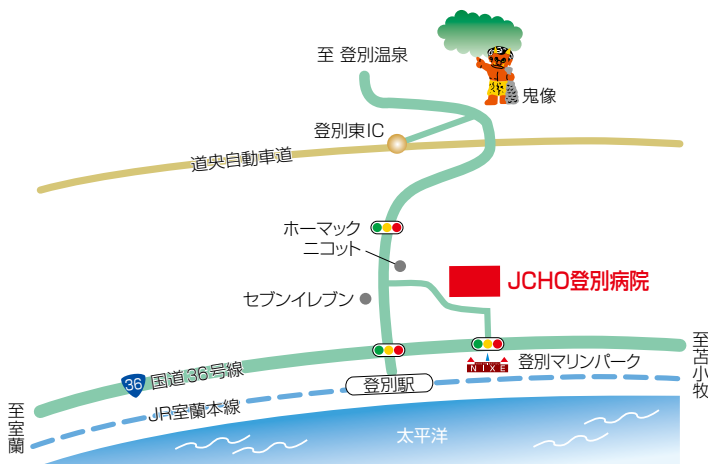 至 登別温泉
鬼像
登別東IC
道央自動車道
ホーマック
ニコット
セブンイレブン
JCHO登別病院
至苫小牧
登別マリンパーク
NIXE
36
国道36号線
登別駅
JR室蘭本線
至室蘭
太平洋